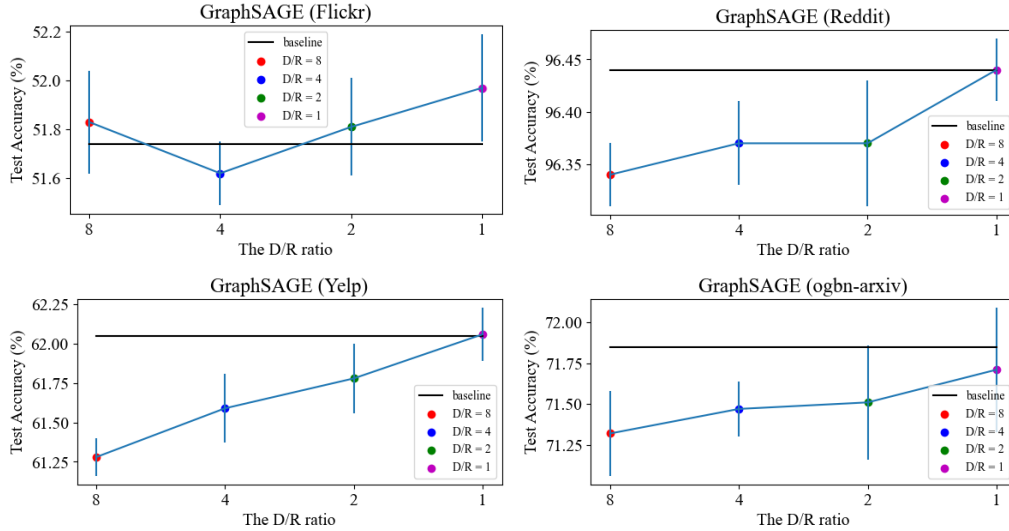 GraphSAGE (Flickr)
Test Accuracy (%)
52.2
52.0
51.8
51.6
baseline
D/R = 8
D/R = 4
D/R = 2
D/R = 1
8
4
2
1
The D/R ratio
GraphSAGE (Reddit)
Test Accuracy (%)
96.45
96.40
96.35
baseline
D/R = 8
D/R = 4
D/R = 2
D/R = 1
8
4
2
1
The D/R ratio
GraphSAGE (Yelp)
Test Accuracy (%)
62.25
62.00
61.75
61.50
61.25
baseline
D/R = 8
D/R = 4
D/R = 2
D/R = 1
8
4
2
1
The D/R ratio
GraphSAGE (ogbn-arxiv)
Test Accuracy (%)
72.00
71.75
71.50
71.25
baseline
D/R = 8
D/R = 4
D/R = 2
D/R = 1
8
4
2
1
The D/R ratio